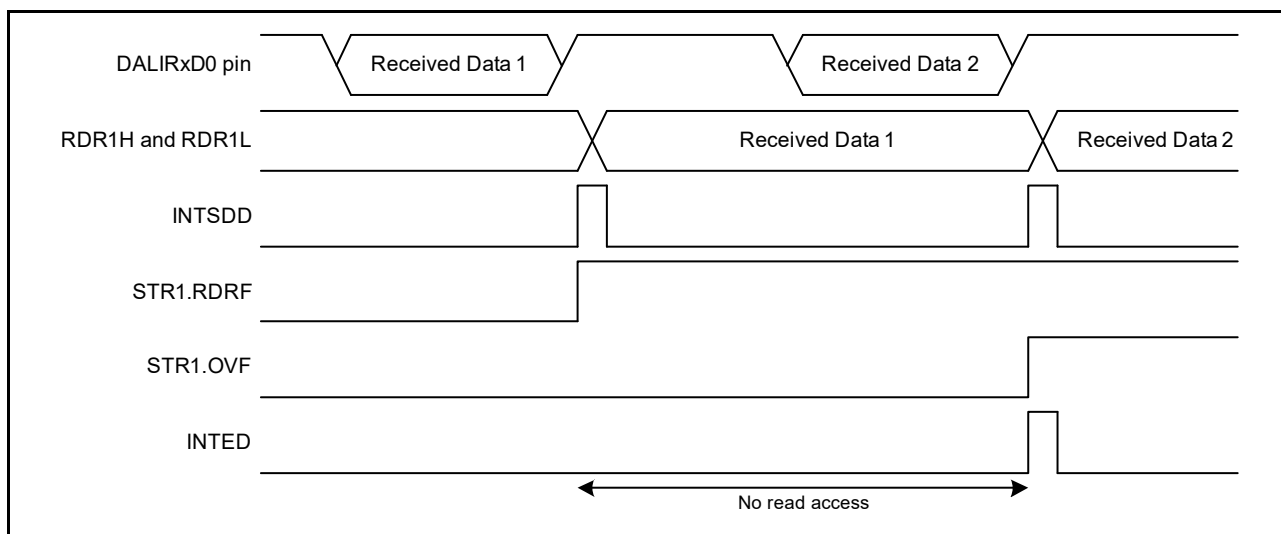 DALIRxD0 pin
Received Data 1
Received Data 2
RDR1H and RDR1L
Received Data 1
Received Data 2
INTSDD
STR1.RDRF
STR1.OVF
INTED
No read access